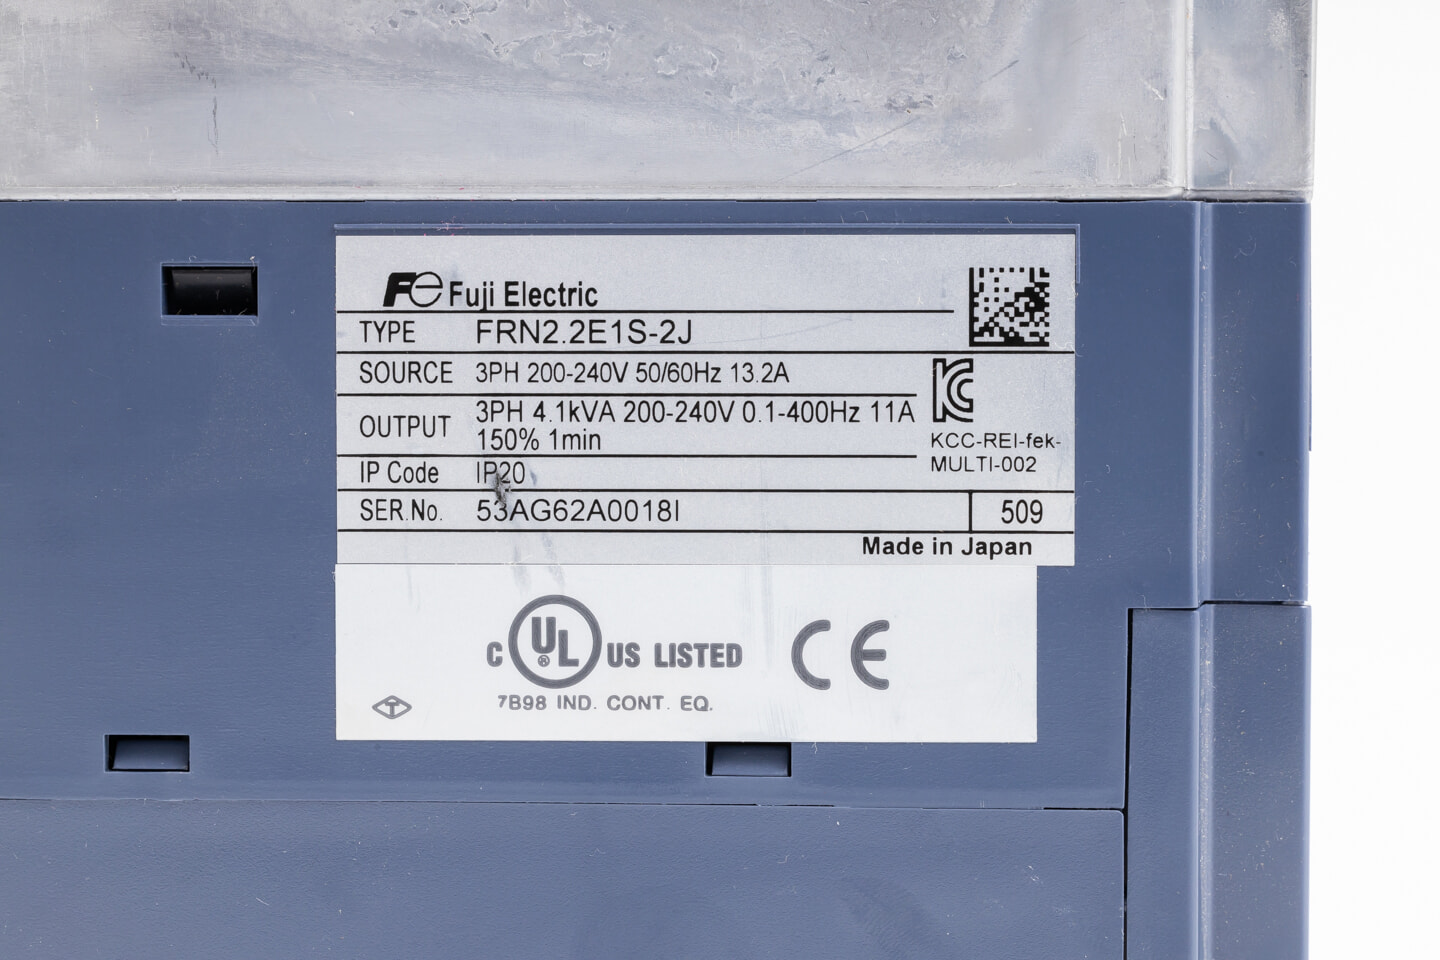 Fe Fuji Electric
TYPE FRN2.2E1S-2J
SOURCE 3PH 200-240V 50/60Hz 13.2A
OUTPUT 3PH 4.1kVA 200-240V 0.1-400Hz 11A
150% 1min
KCC-REI-fek-
MULTI-002
IP Code IP20
SER.No. 53AG62A0018I 509
Made in Japan
C UL ® US LISTED CE
7B98 IND. CONT. EQ.
T